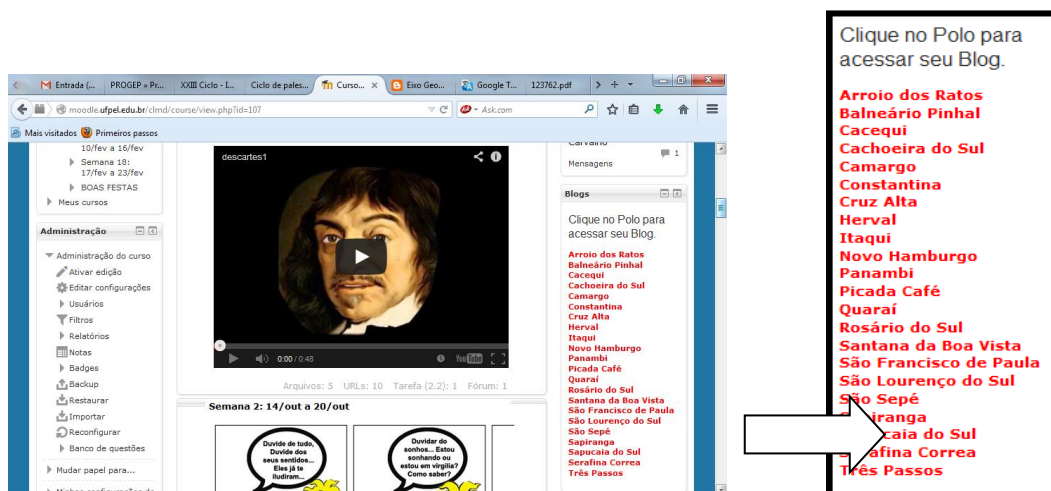 Entrada (...
PROGEP » Pr...
XXIII Ciclo - I...
Ciclo de pales...
Curso...
Eixo Geo...
Google T...
123762.pdf
moodle.ufpel.edu.br/clmd/course/view.php?id=107
Ask.com
Mais visitados
Primeiros passos
10/fev a 16/fev
Semana 18:
17/fev a 23/fev
BOAS FESTAS
Meus cursos
Administração
Administração do curso
Ativar edição
Editar configurações
Usuários
Filtros
Relatórios
Notas
Badges
Backup
Restaurar
Importar
Reconfigurar
Banco de questões
Mudar papel para...
descartes1
0:00 / 0:48
YouTube
Arquivos: 5 URLs: 10 Tarefa (2.2): 1 Fórum: 1
Semana 2: 14/out a 20/out
Duvide de tudo,
Duvide dos
seus sentidos...
Eles já te
iludiram...
Duvidar do
sonhos... Estou
sonhando ou
estou em virgília?
Como saber?
Carvalho
1
Mensagens
Blogs
Clique no Polo para
acessar seu Blog.
Arroio dos Ratos
Balneário Pinhal
Cacequi
Cachoeira do Sul
Camargo
Constantina
Cruz Alta
Herval
Itaqui
Novo Hamburgo
Panambi
Picada Café
Quaraí
Rosário do Sul
Santana da Boa Vista
São Francisco de Paula
São Lourenço do Sul
São Sepé
Sapiranga
Sapucaia do Sul
Serafina Correa
Três Passos
Clique no Polo para
acessar seu Blog.
Arroio dos Ratos
Balneário Pinhal
Cacequi
Cachoeira do Sul
Camargo
Constantina
Cruz Alta
Herval
Itaqui
Novo Hamburgo
Panambi
Picada Café
Quaraí
Rosário do Sul
Santana da Boa Vista
São Francisco de Paula
São Lourenço do Sul
São Sepé
Sapiranga
Sapucaia do Sul
Serafina Correa
Três Passos